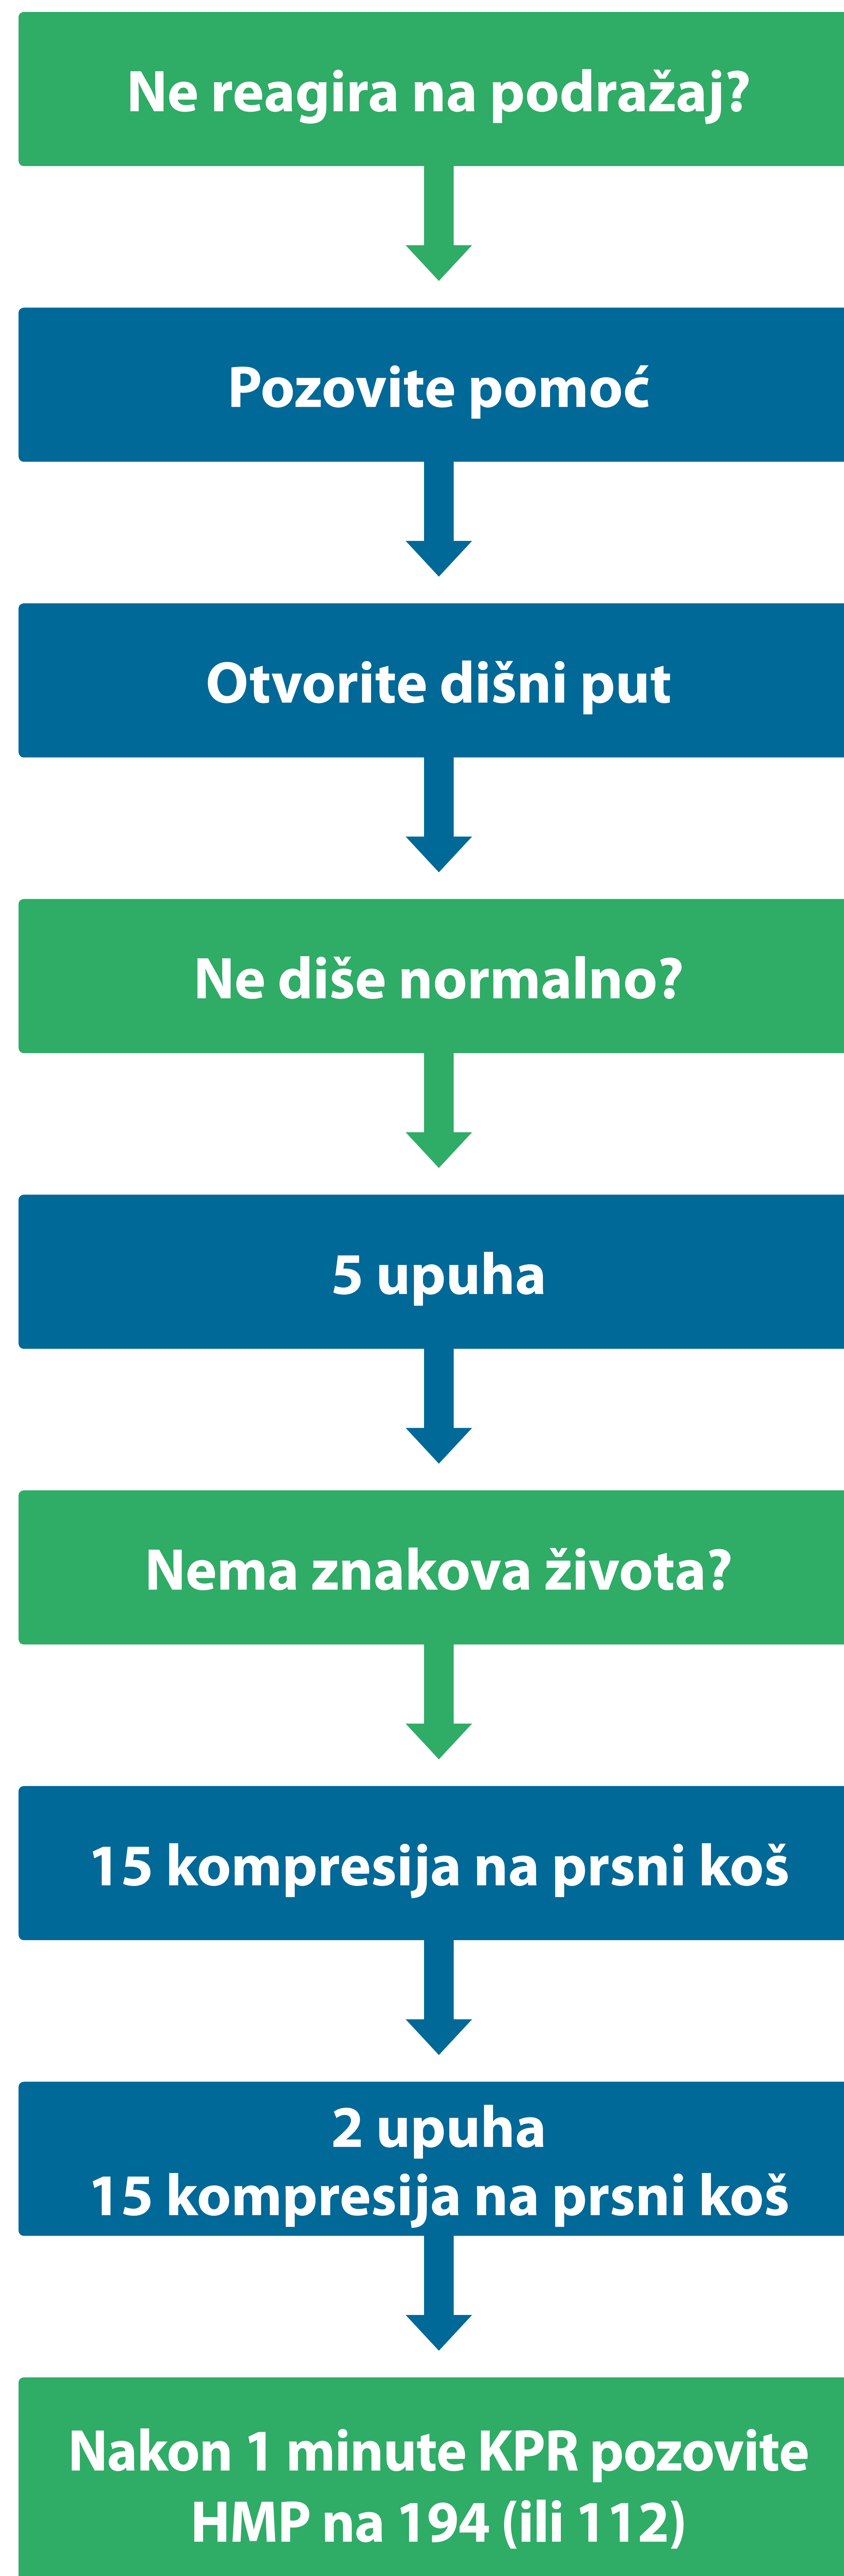 Ne reagira na podražaj?
Pozovite pomoć
Otvorite dišni put
Ne diše normalno?
5 upuha
Nema znakova života?
15 kompresija na prsni koš
2 upuha
15 kompresija na prsni koš
Nakon 1 minute KPR pozovite
HMP na 194 (ili 112)